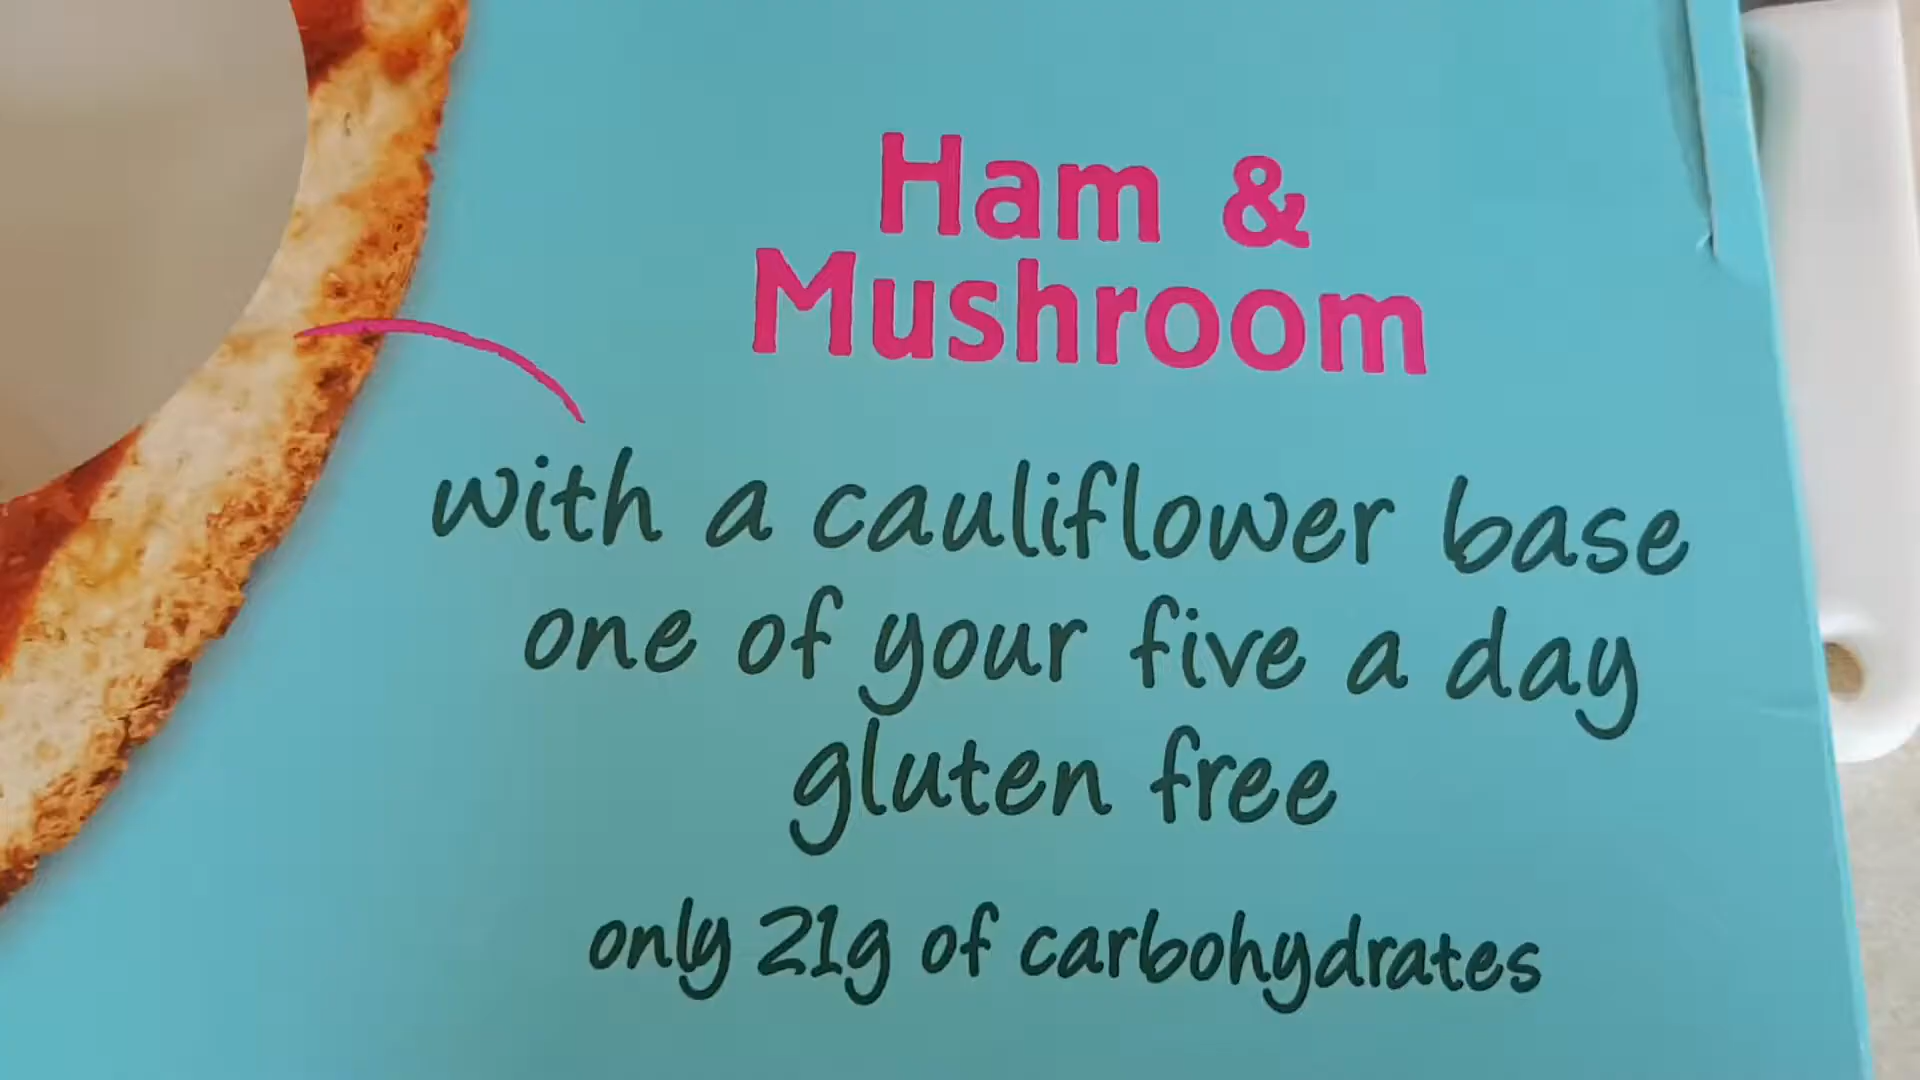 Ham &
Mushroom
with a cauliflower base
one of your five a day
gluten free
only 21g of carbohydrates